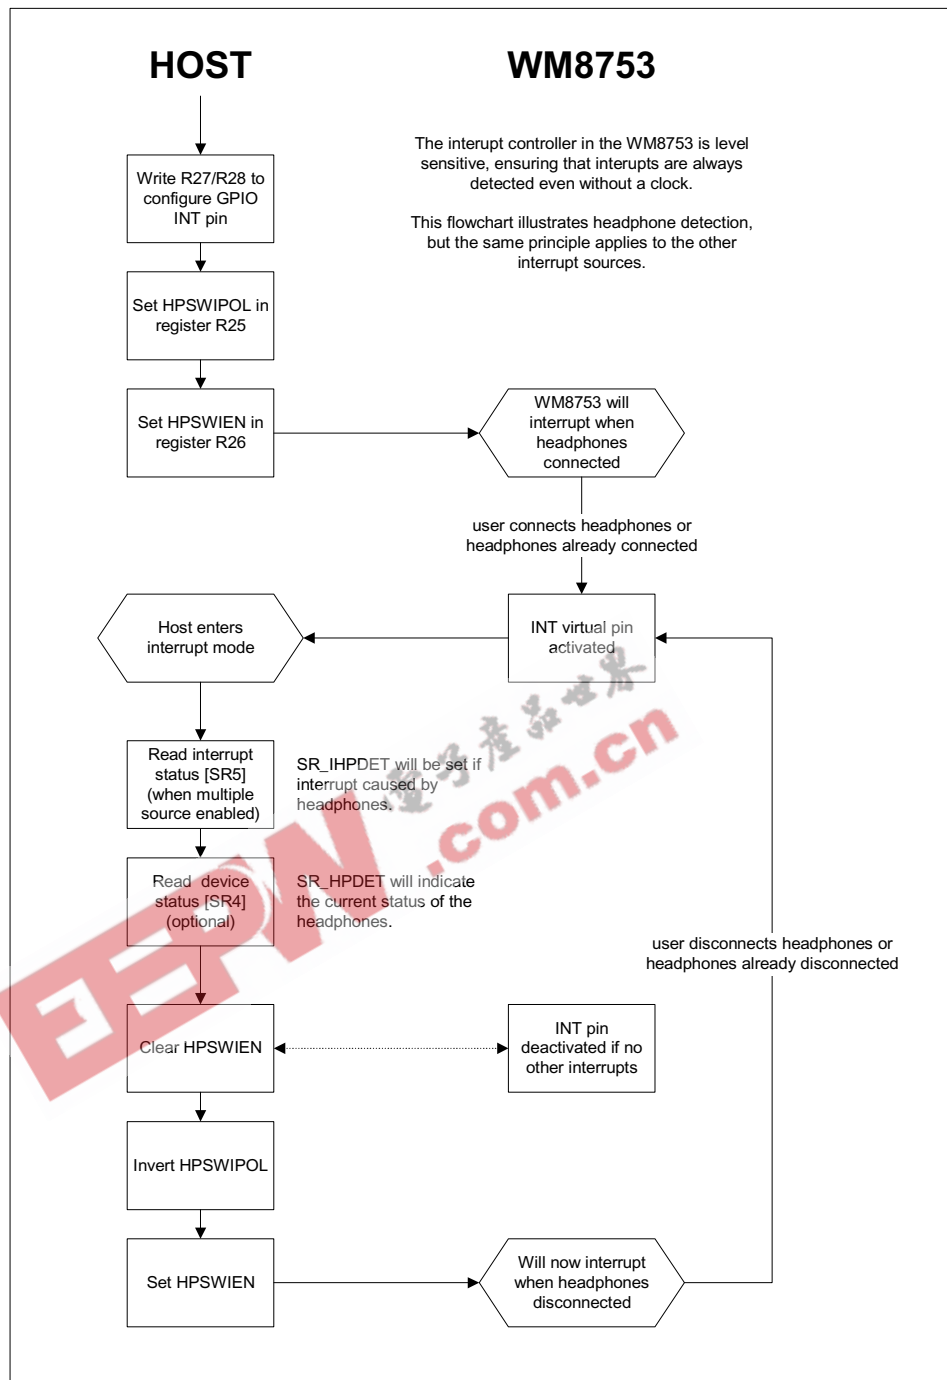 HOST
WM8753
The interupt controller in the WM8753 is level
sensitive, ensuring that interupts are always
detected even without a clock.
This flowchart illustrates headphone detection,
but the same principle applies to the other
interrupt sources.
Write R27/R28 to
configure GPIO
INT pin
Set HPSWIPOL in
register R25
Set HPSWIEN in
register R26
WM8753 will
interrupt when
headphones
connected
user connects headphones or
headphones already connected
Host enters
interrupt mode
INT virtual pin
activated
Read interrupt
status [SR5]
(when multiple
source enabled)
SR_IHPDET will be set if
interrupt caused by
headphones.
Read device
status [SR4]
(optional)
SR_HPDET will indicate
the current status of the
headphones.
user disconnects headphones or
headphones already disconnected
Clear HPSWIEN
INT pin
deactivated if no
other interrupts
Invert HPSWIPOL
Set HPSWIEN
Will now interrupt
when headphones
disconnected
EEPW
.com.cn
電子產品世界